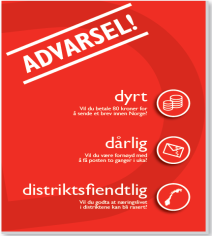 ADVARSEL!
dyrt
Vil du betale 80 kroner for
å sende et brev innen Norge?
dårlig
Vil du være fornøyd med
å få posten to ganger i uka?
distriktsfiendtlig
Vil du godta at næringslivet
i distriktene kan bli rasert?